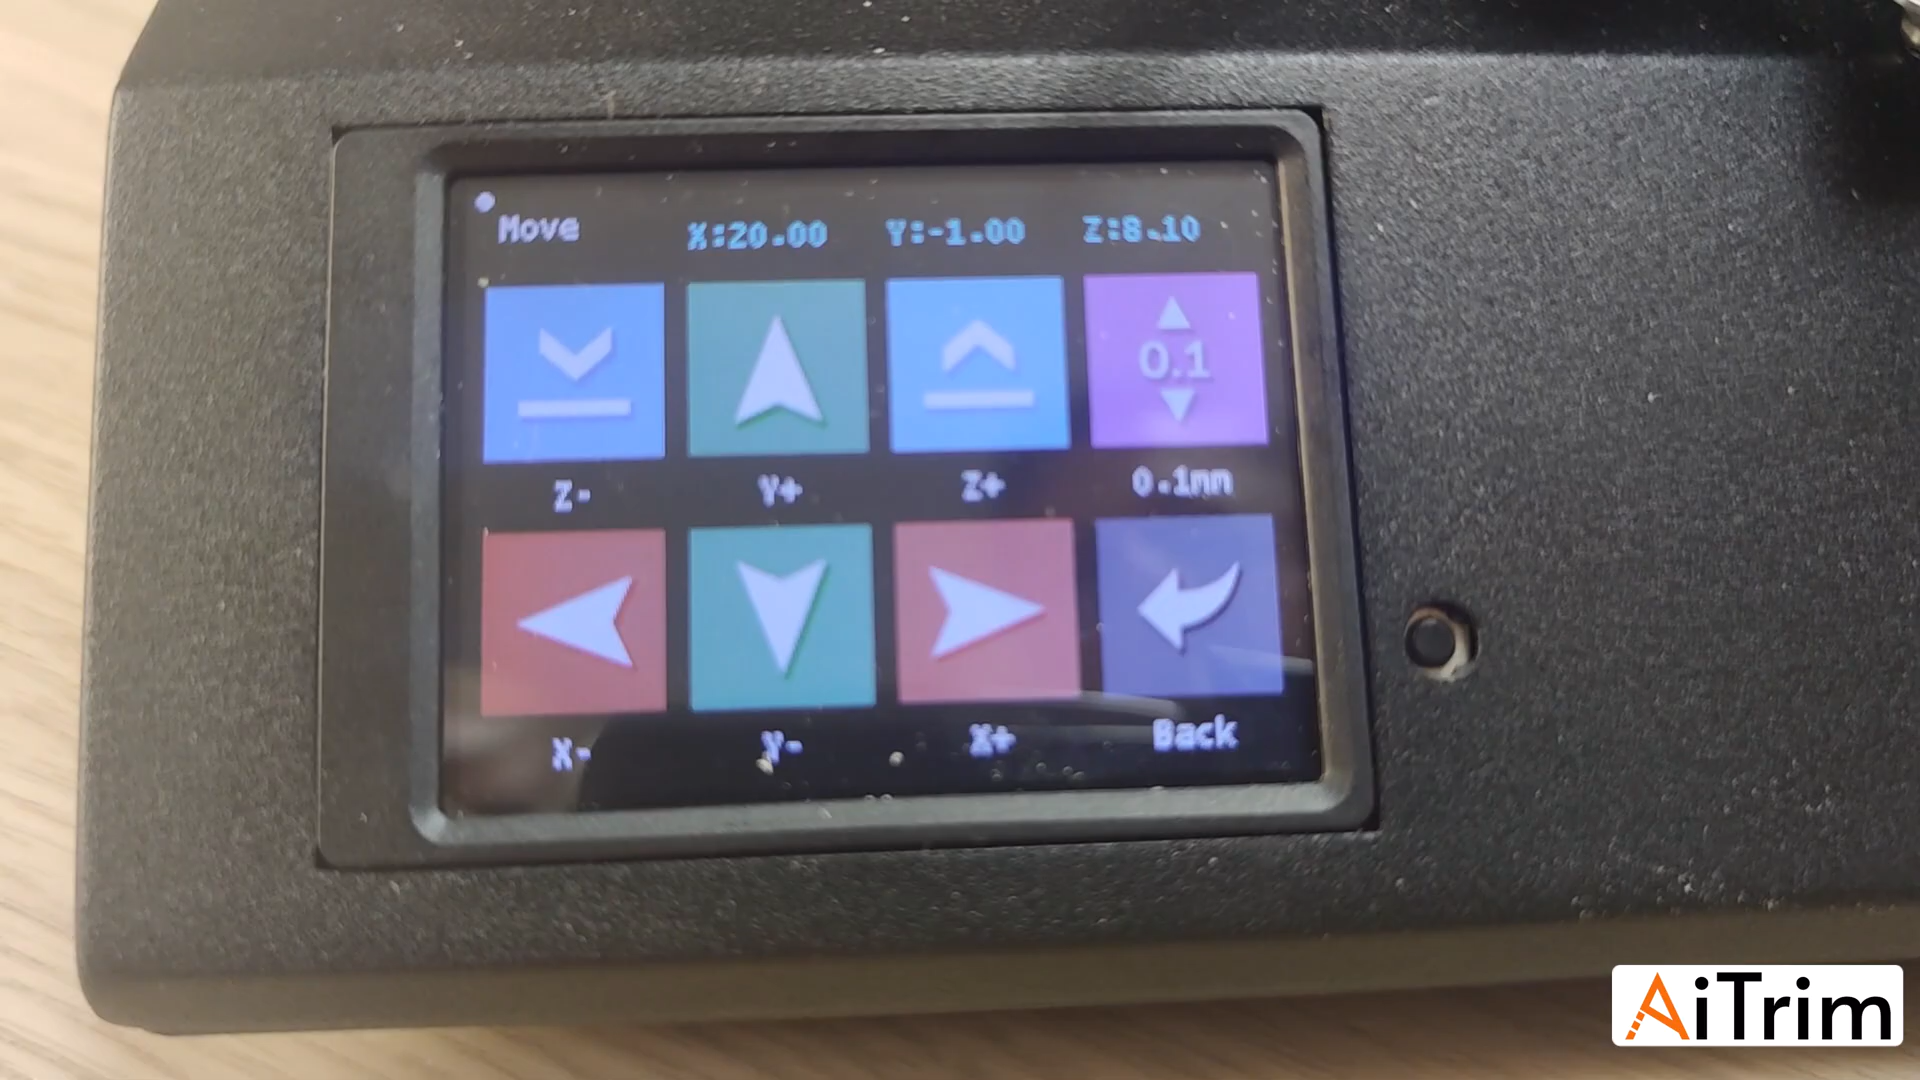 Move X:20.00 Y:-1.00 Z:8.10
0.1
Z- Y+ Z+ 0.1mm
X- Y- X+ Back
AiTrim